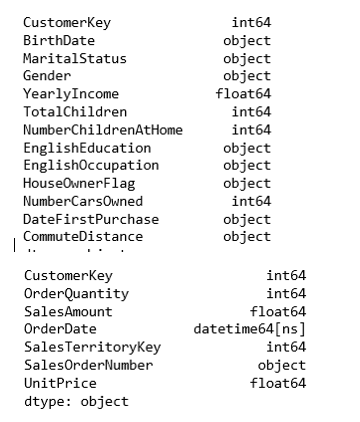 CustomerKey int64
BirthDate object
MaritalStatus object
Gender object
YearlyIncome float64
TotalChildren int64
NumberChildrenAtHome int64
EnglishEducation object
EnglishOccupation object
HouseOwnerFlag object
NumberCarsOwned int64
DateFirstPurchase object
CommuteDistance object
CustomerKey int64
OrderQuantity int64
SalesAmount float64
OrderDate datetime64[ns]
SalesTerritoryKey int64
SalesOrderNumber object
UnitPrice float64
dtype: object